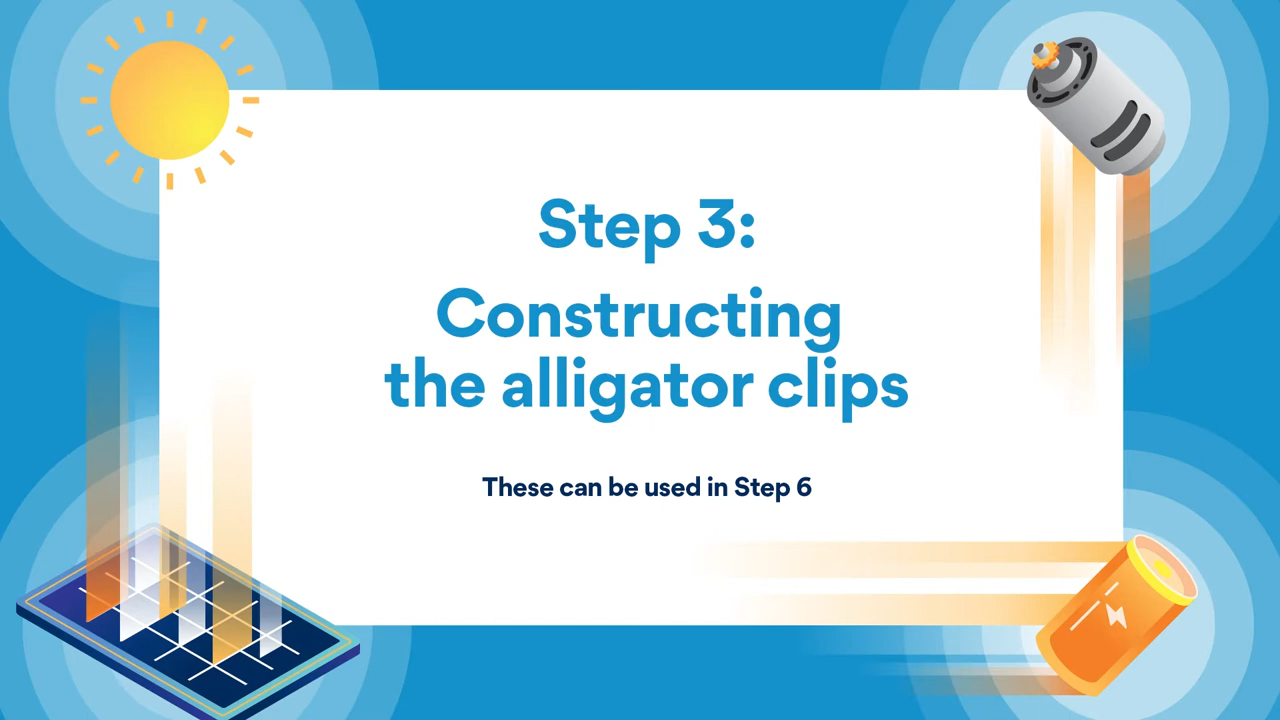 Step 3:
Constructing
the alligator clips
These can be used in Step 6